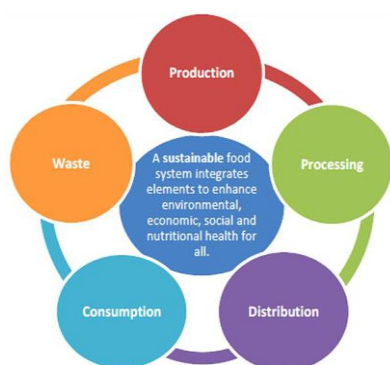 Production
Waste
Processing
A sustainable food
system integrates
elements to enhance
environmental,
economic, social and
nutritional health for
all.
Consumption
Distribution